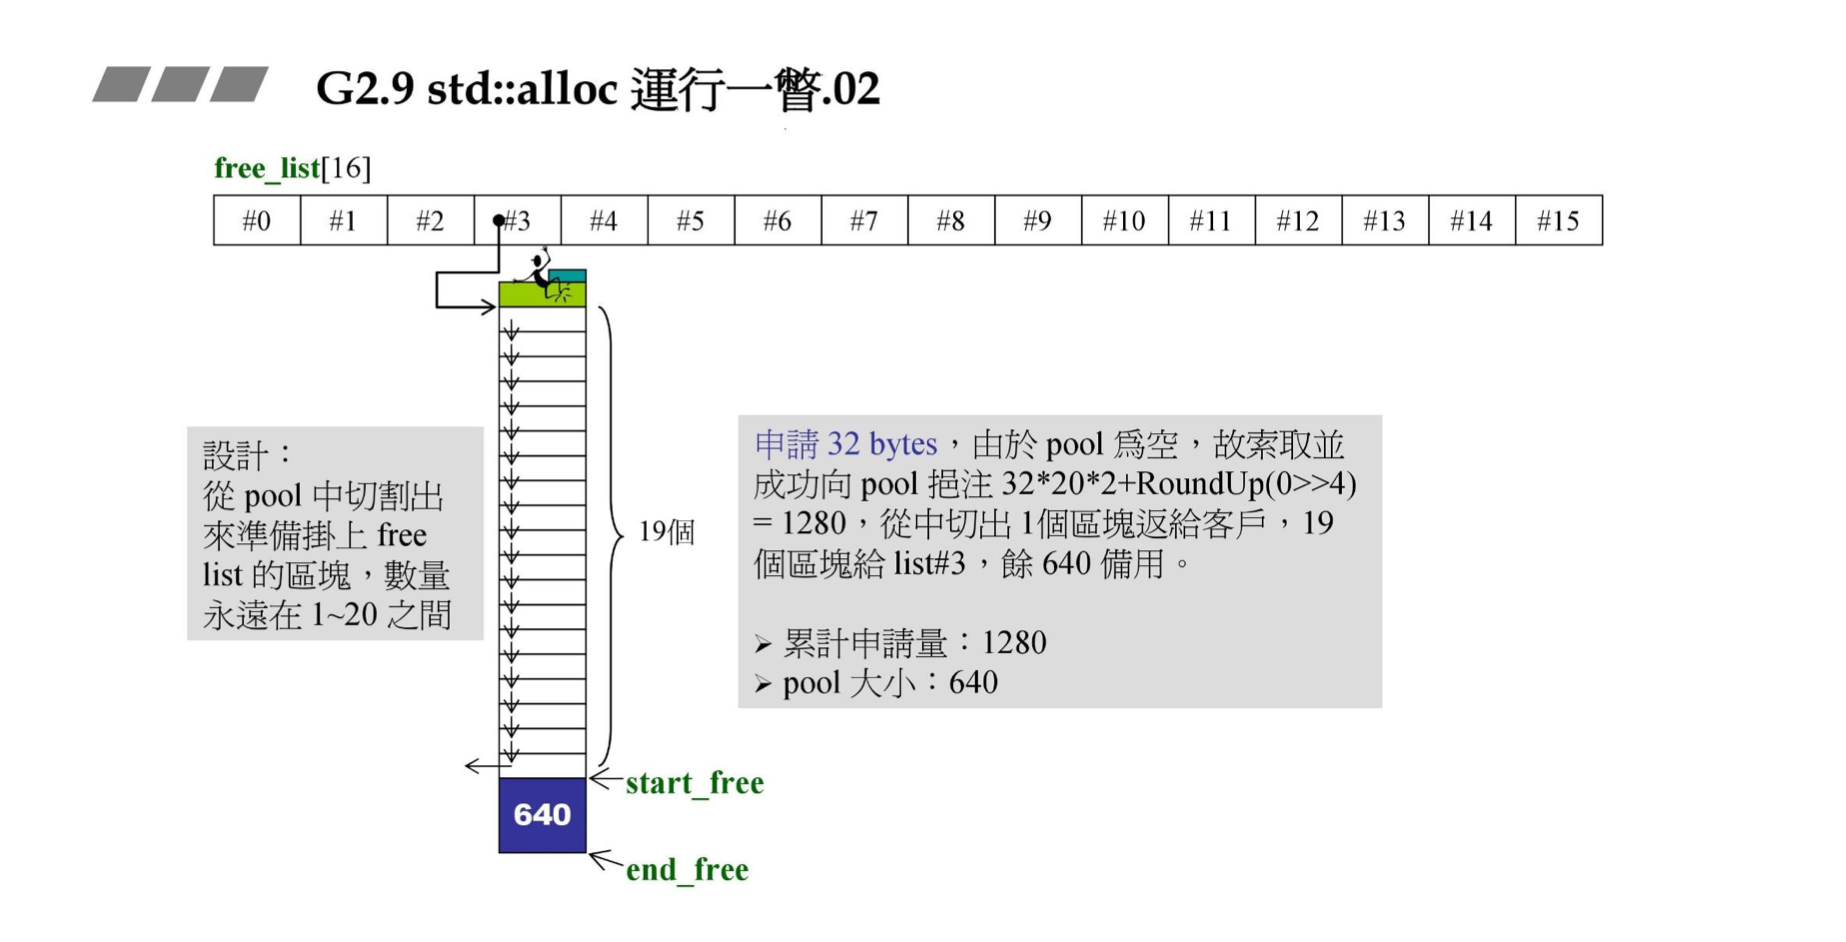 G2.9 std::alloc 運行一瞥.02
free_list[16]
#0 #1 #2 #3 #4 #5 #6 #7 #8 #9 #10 #11 #12 #13 #14 #15
設計：
從 pool 中切割出
來準備掛上 free
list 的區塊，數量
永遠在 1~20 之間
19個
申請 32 bytes，由於 pool 爲空，故索取並
成功向 pool 挹注 32*20*2+RoundUp(0>>4)
= 1280，從中切出 1個區塊返給客戶，19
個區塊給 list#3，餘 640 備用。
➢ 累計申請量：1280
➢ pool 大小：640
start_free
640
end_free